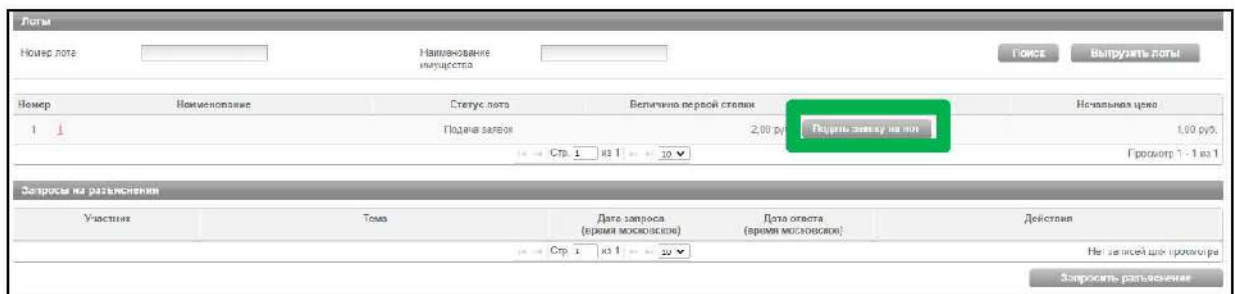 Лоты
Номер лота Наименование имущества Поиск Выгрузить лоты
Номер Наименование Статус лота Величина первой ставки Начальная цена
1 1 Подача заявок 2,00 руб. Подать заявку на лот 1,00 руб.
Стр. 1 из 1 10 Просмотр 1 - 1 из 1
Запросы на разъяснения
Участник Тема Дата запроса (время московское) Дата ответа (время московское) Действия
Стр. 1 из 1 10 Нет записей для просмотра
Запросить разъяснение